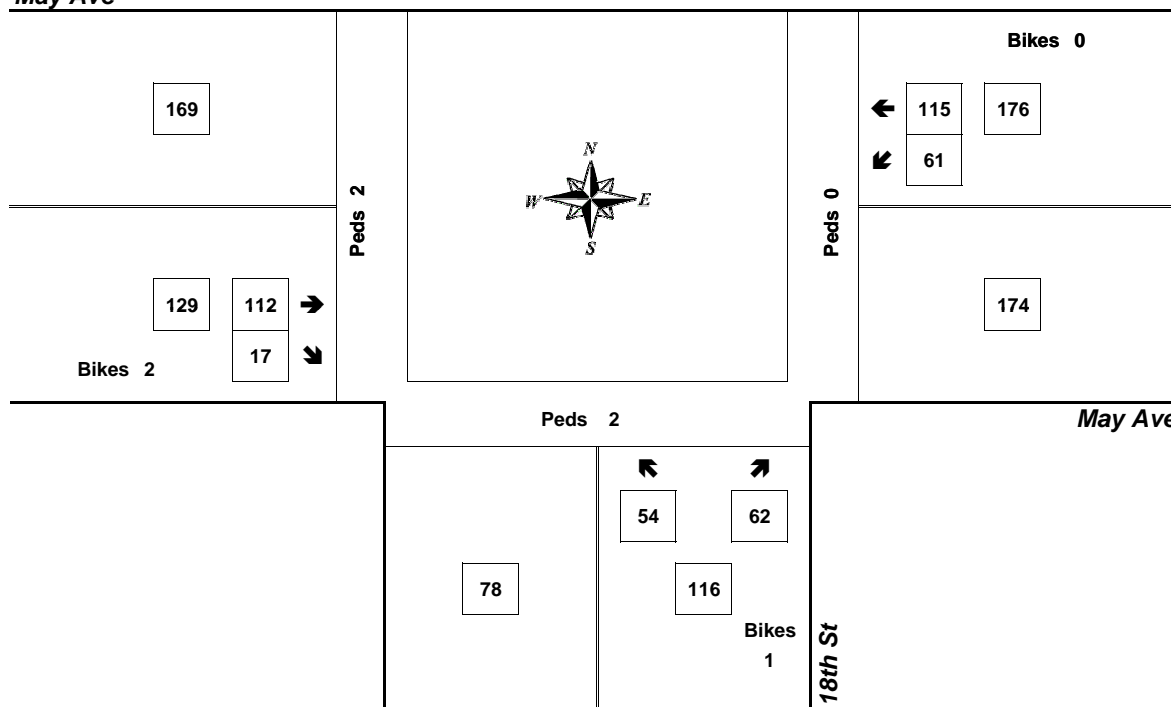 May Ave
Bikes 0
169
115 176
61
N
W E
S
Peds 2
Peds 0
129 112
17
Bikes 2
174
Peds 2
May Ave
54 62
78 116
Bikes
1
18th St